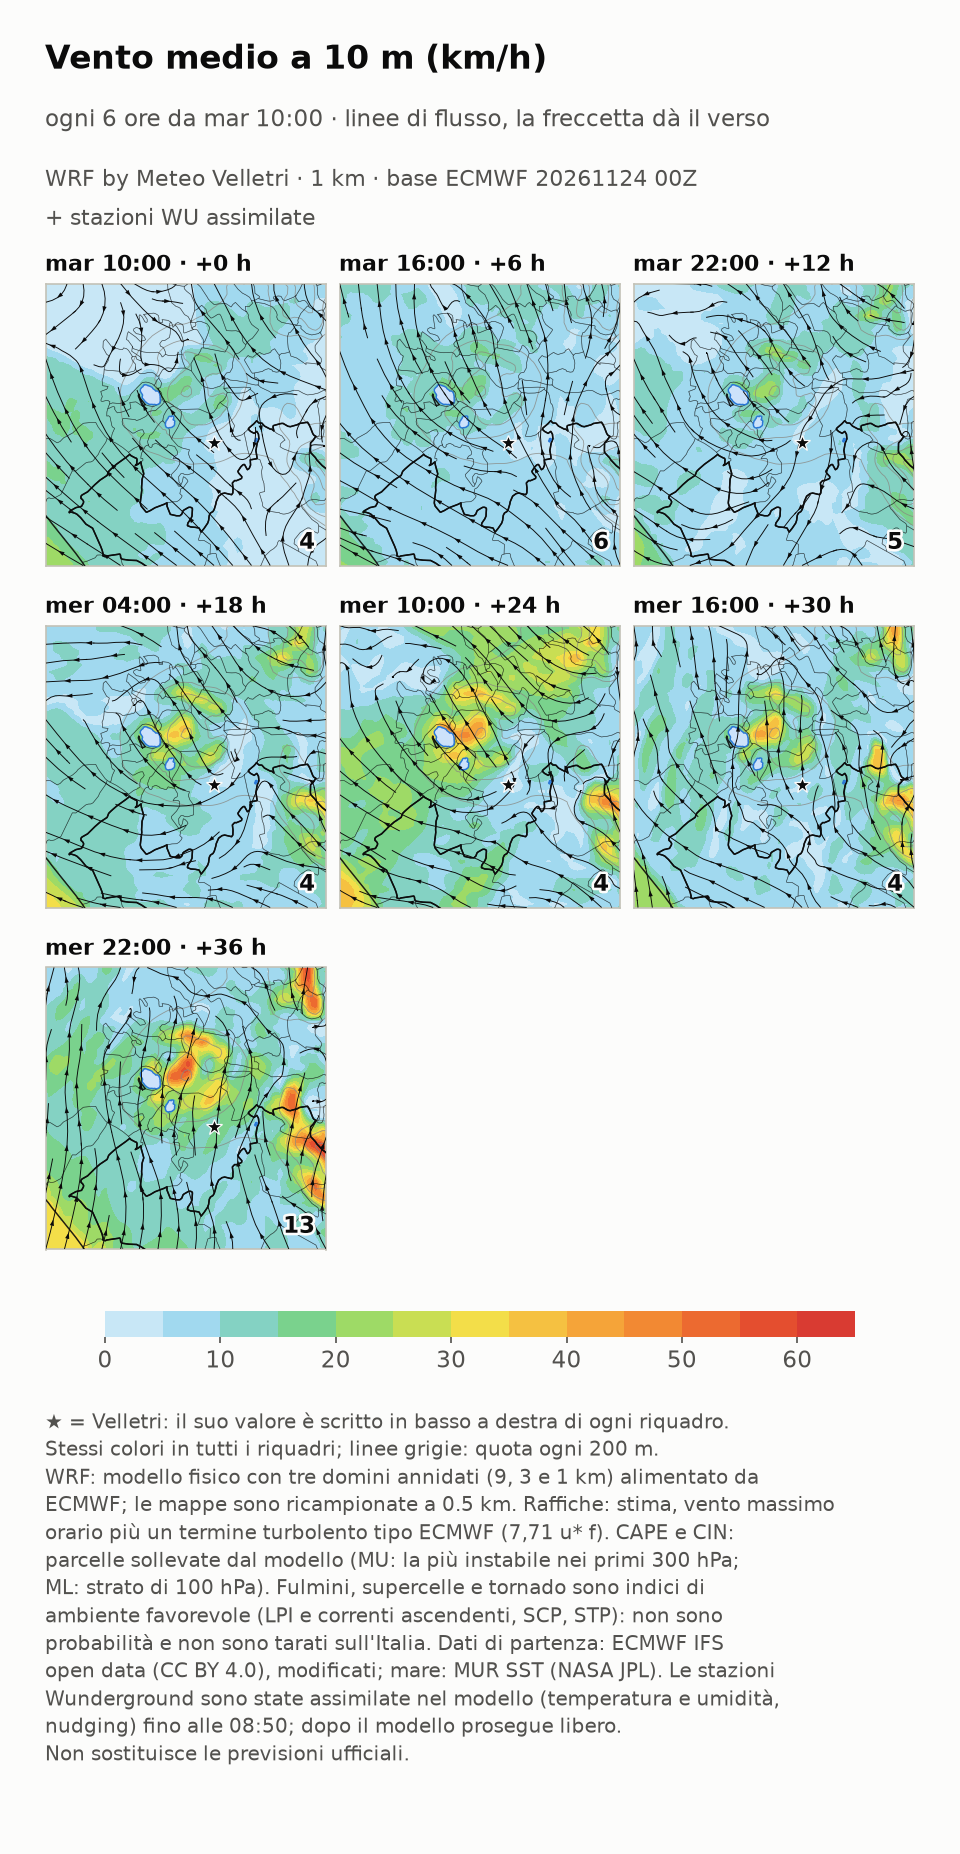 Vento medio a 10 m (km/h)
ogni 6 ore da mar 10:00 · linee di flusso, la freccetta dà il verso
WRF by Meteo Velletri · 1 km · base ECMWF 20261124 00Z
+ stazioni WU assimilate
mar 10:00 · +0 h
mar 16:00 · +6 h
mar 22:00 · +12 h
4
6
5
mer 04:00 · +18 h
mer 10:00 · +24 h
mer 16:00 · +30 h
4
4
4
mer 22:00 · +36 h
13
0 10 20 30 40 50 60
★ = Velletri: il suo valore è scritto in basso a destra di ogni riquadro.
Stessi colori in tutti i riquadri; linee grigie: quota ogni 200 m.
WRF: modello fisico con tre domini annidati (9, 3 e 1 km) alimentato da
ECMWF; le mappe sono ricampionate a 0.5 km. Raffiche: stima, vento massimo
orario più un termine turbolento tipo ECMWF (7,71 u* f). CAPE e CIN:
parcelle sollevate dal modello (MU: la più instabile nei primi 300 hPa;
ML: strato di 100 hPa). Fulmini, supercelle e tornado sono indici di
ambiente favorevole (LPI e correnti ascendenti, SCP, STP): non sono
probabilità e non sono tarati sull'Italia. Dati di partenza: ECMWF IFS
open data (CC BY 4.0), modificati; mare: MUR SST (NASA JPL). Le stazioni
Wunderground sono state assimilate nel modello (temperatura e umidità,
nudging) fino alle 08:50; dopo il modello prosegue libero.
Non sostituisce le previsioni ufficiali.